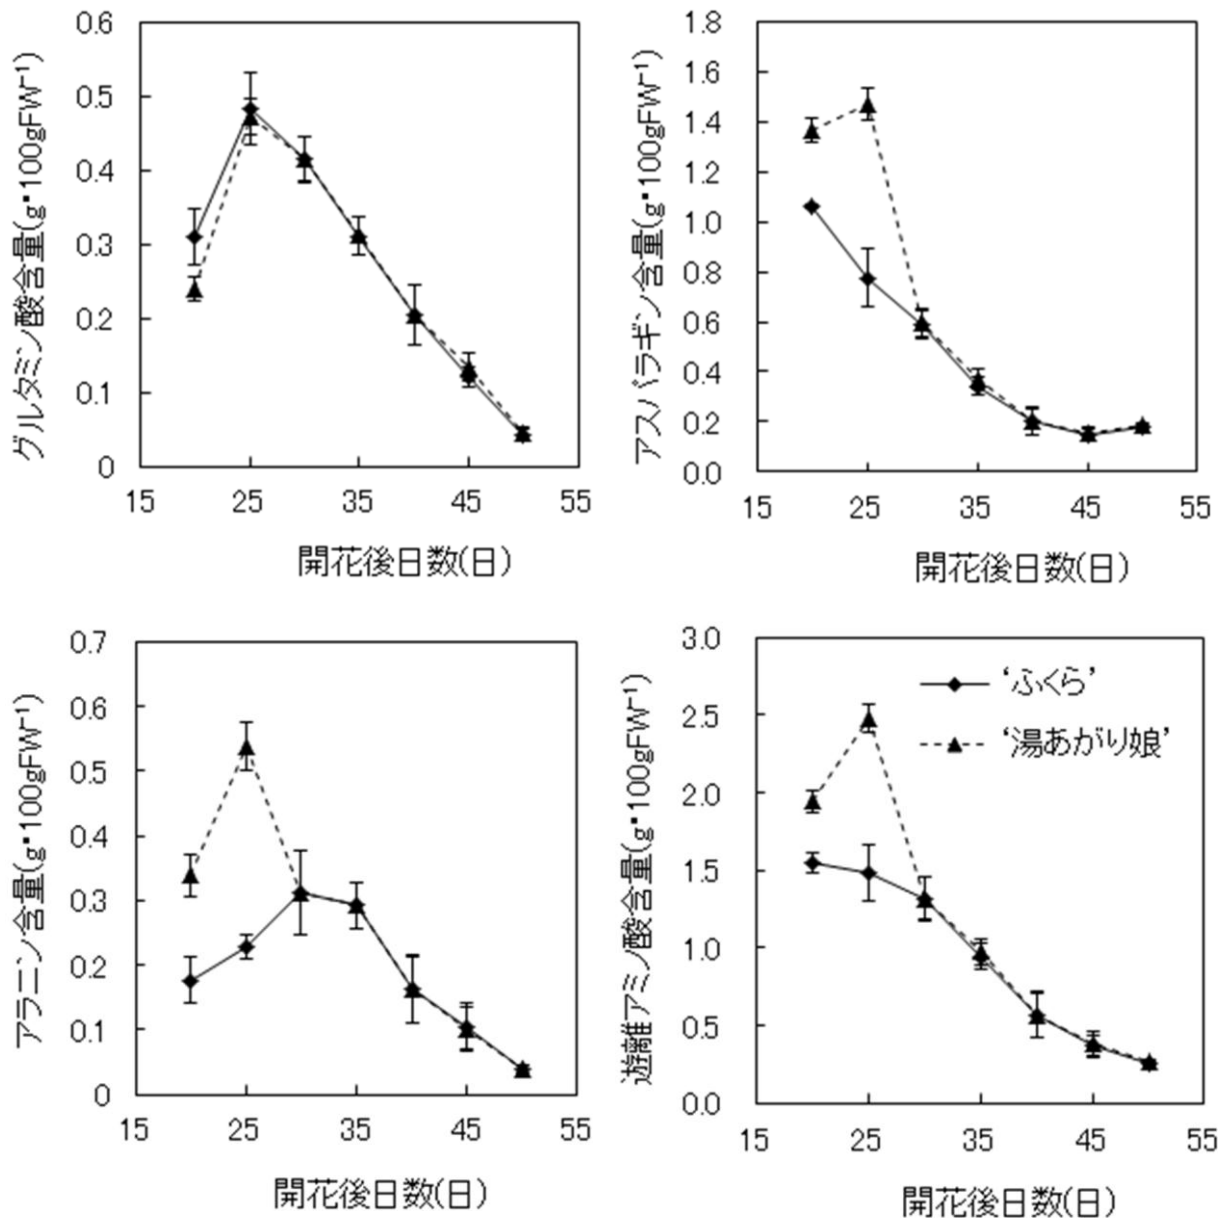 グルタミン酸含量(g・100gFW⁻¹)
0.6
0.5
0.4
0.3
0.2
0.1
0
15 25 35 45 55
開花後日数(日)
アスパラギン含量(g・100gFW⁻¹)
1.8
1.6
1.4
1.2
1.0
0.8
0.6
0.4
0.2
0.0
15 25 35 45 55
開花後日数(日)
アラニン含量(g・100gFW⁻¹)
0.7
0.6
0.5
0.4
0.3
0.2
0.1
0
15 25 35 45 55
開花後日数(日)
遊離アミノ酸含量(g・100gFW⁻¹)
3.0
2.5
2.0
1.5
1.0
0.5
0.0
‘ふくら’
‘湯あがり娘’
15 25 35 45 55
開花後日数(日)